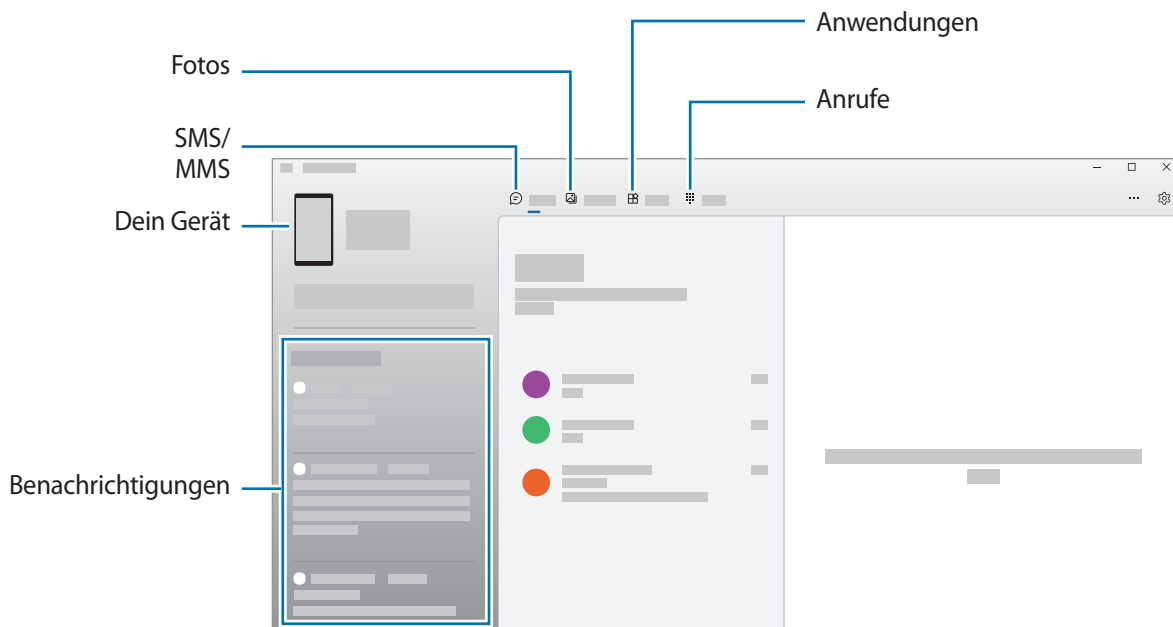 Anwendungen
Fotos
Anrufe
SMS/
MMS
Dein Gerät
Benachrichtigungen